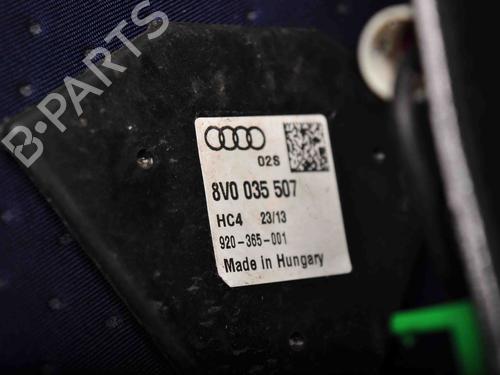 B-PARTS
02S
8V0 035 507
HC4 23/13
920-365-001
Made in Hungary